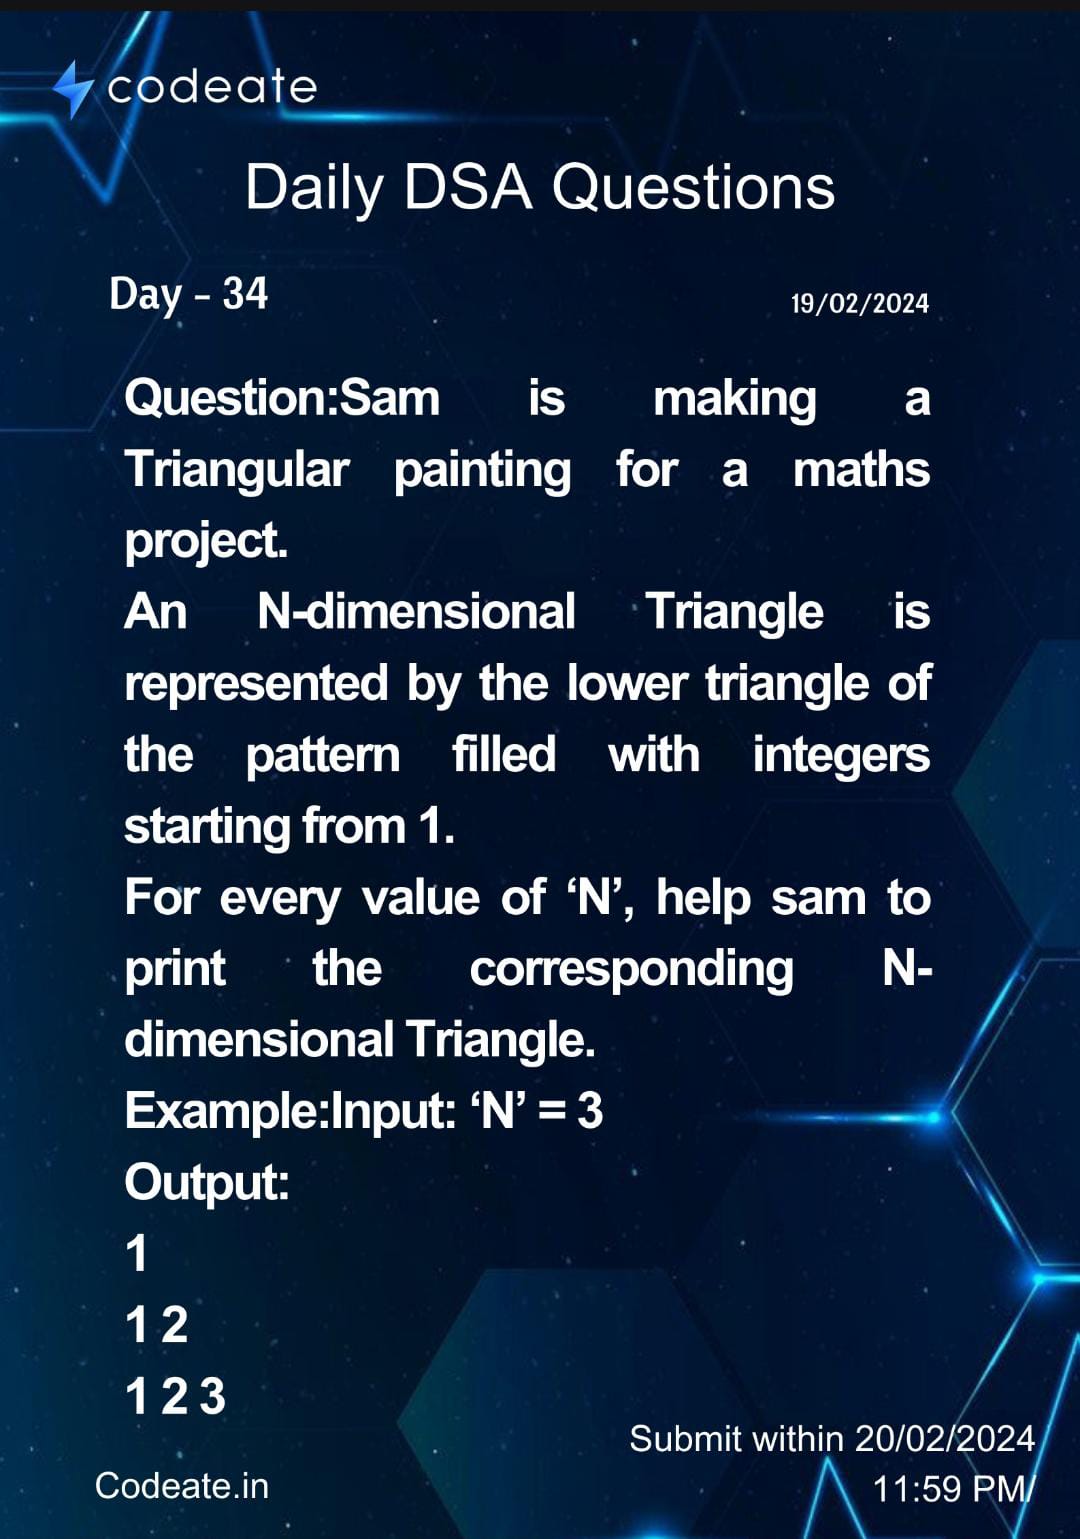 codeate
Daily DSA Questions
Day - 34
19/02/2024
Question:Sam is making a
Triangular painting for a maths
project.
An N-dimensional Triangle is
represented by the lower triangle of
the pattern filled with integers
starting from 1.
For every value of ‘N’, help sam to
print the corresponding N-
dimensional Triangle.
Example:Input: ‘N’ = 3
Output:
1
1 2
1 2 3
Submit within 20/02/2024
11:59 PM/
Codeate.in